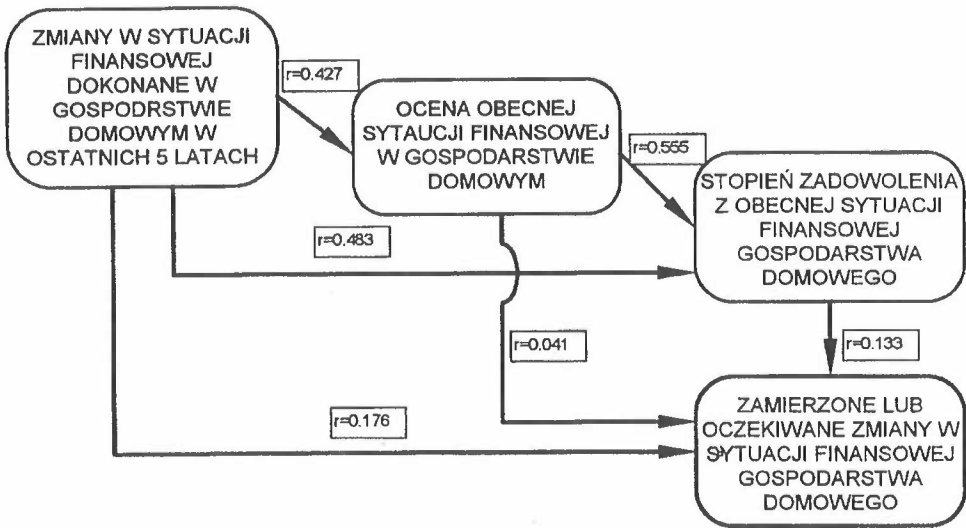 ZMIANY W SYTUACJI
FINANSOWEJ
DOKONANE W
GOSPODRSTWIE
DOMOWYM W
OSTATNICH 5 LATACH
r=0.427
OCENA OBECNEJ
SYTAUCJI FINANSOWEJ
W GOSPODARSTWIE
DOMOWYM
r=0.555
STOPIEŃ ZADOWOLENIA
Z OBECNEJ SYTUACJI
FINANSOWEJ
GOSPODARSTWA
DOMOWEGO
r=0.483
r=0.041
r=0.133
r=0.176
ZAMIERZONE LUB
OCZEKIWANE ZMIANY W
SYTUACJI FINANSOWEJ
GOSPODARSTWA
DOMOWEGO